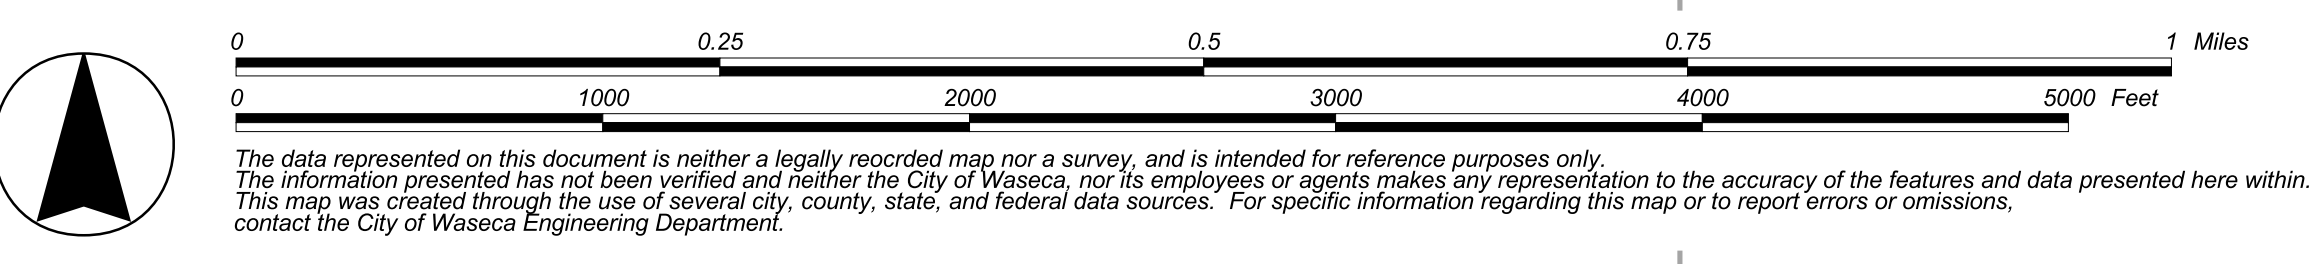 0 0.25 0.5 0.75 1 Miles
0 1000 2000 3000 4000 5000 Feet
The data represented on this document is neither a legally reocrded map nor a survey, and is intended for reference purposes only.
The information presented has not been verified and neither the City of Waseca, nor its employees or agents makes any representation to the accuracy of the features and data presented here within.
This map was created through the use of several city, county, state, and federal data sources.  For specific information regarding this map or to report errors or omissions,
contact the City of Waseca Engineering Department.